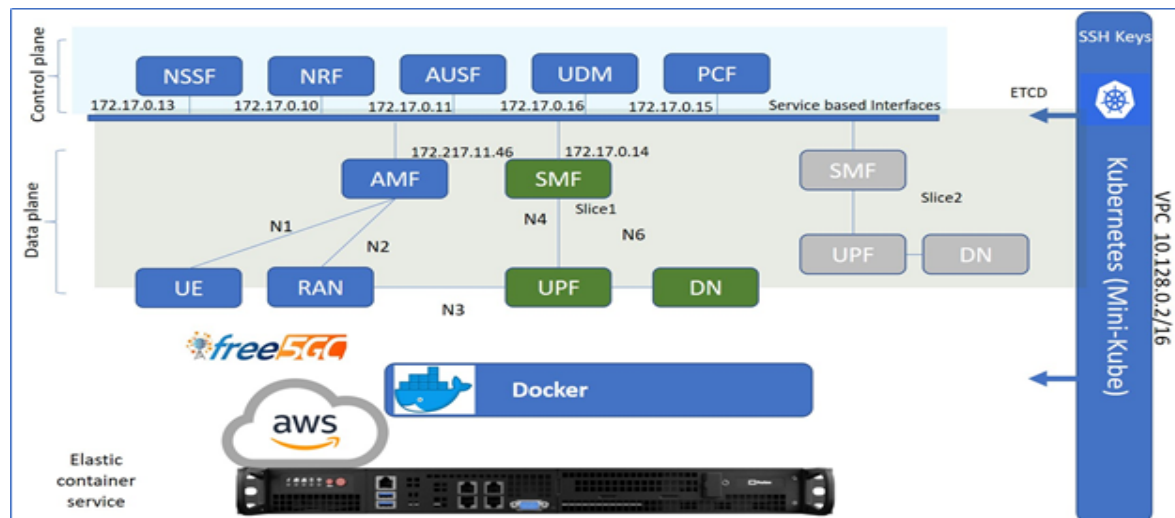 Control plane
NSSF
NRF
AUSF
UDM
PCF
172.17.0.13
172.17.0.10
172.17.0.11
172.17.0.16
172.17.0.15
Service based Interfaces
ETCD
SSH Keys
Kubernetes (Mini-Kube)
VPC 10.128.0.2/16
Data plane
172.217.11.46
172.17.0.14
AMF
SMF
SMF
Slice1
Slice2
N1
N2
N4
N6
UPF
DN
UE
RAN
UPF
DN
N3
free5GC
Docker
aws
Elastic
container
service